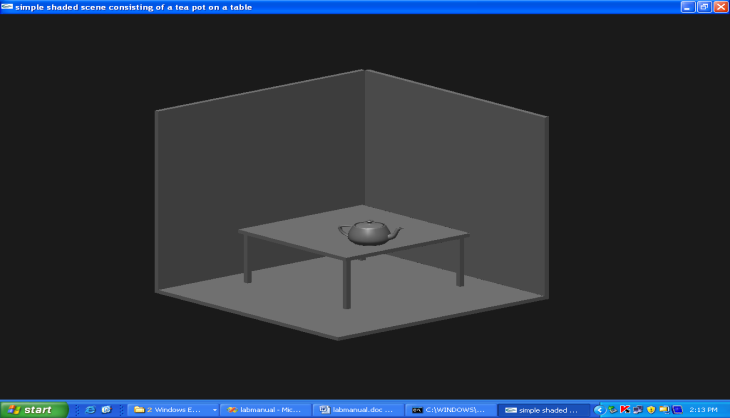 simple shaded scene consisting of a tea pot on a table
start
2 Windows E...
labmanual - Mic...
labmanual.doc ...
C:\WINDOWS\...
simple shaded ...
2:13 PM